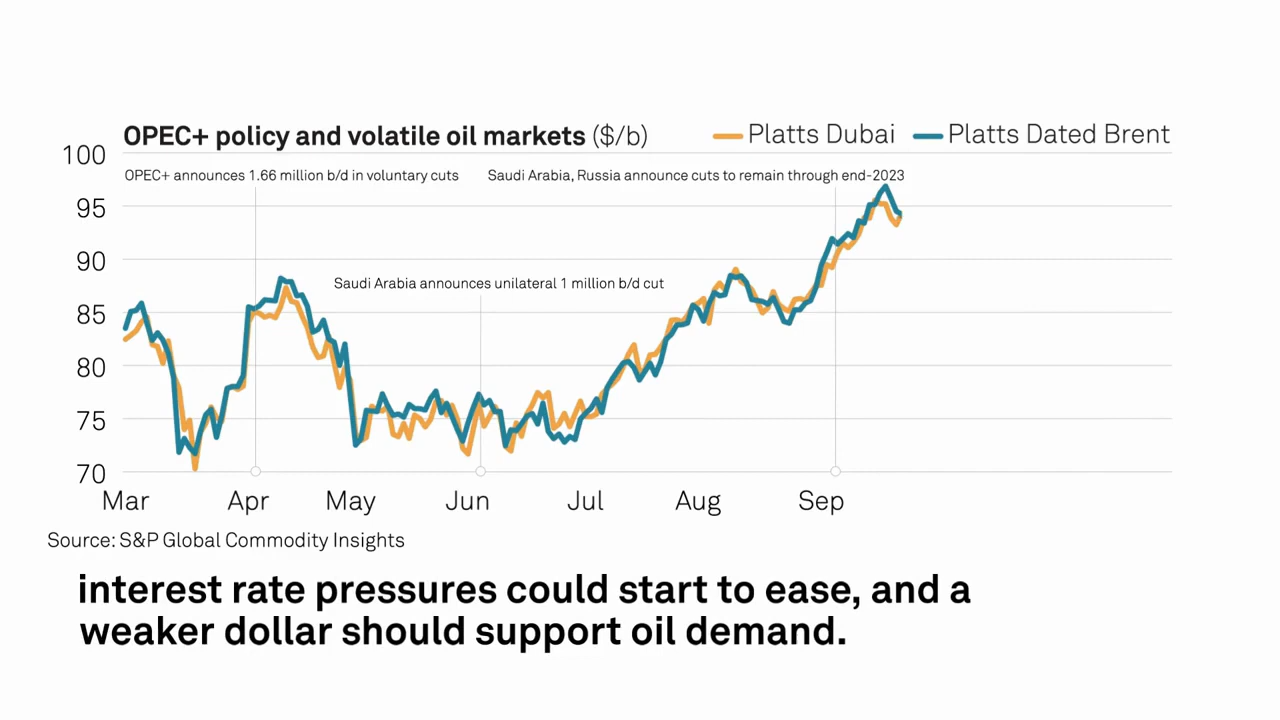 OPEC+ policy and volatile oil markets ($/b)
Platts Dubai
Platts Dated Brent
100
OPEC+ announces 1.66 million b/d in voluntary cuts
Saudi Arabia, Russia announce cuts to remain through end-2023
95
90
Saudi Arabia announces unilateral 1 million b/d cut
85
80
75
70
Mar Apr May Jun Jul Aug Sep
Source: S&P Global Commodity Insights
interest rate pressures could start to ease, and a
weaker dollar should support oil demand.